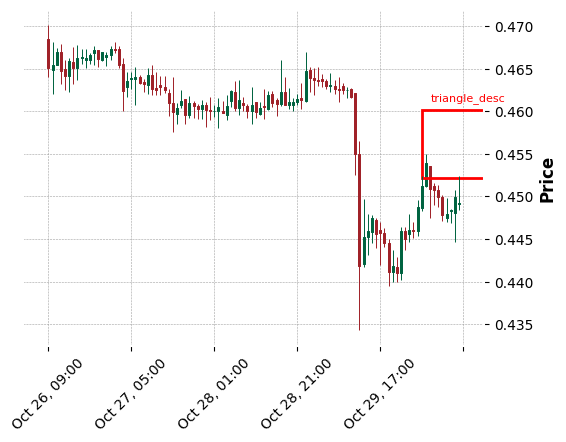 0.470
0.465
triangle_desc
0.460
0.455
0.450
0.445
0.440
0.435
Price
Oct 26, 09:00
Oct 27, 05:00
Oct 28, 01:00
Oct 28, 21:00
Oct 29, 17:00